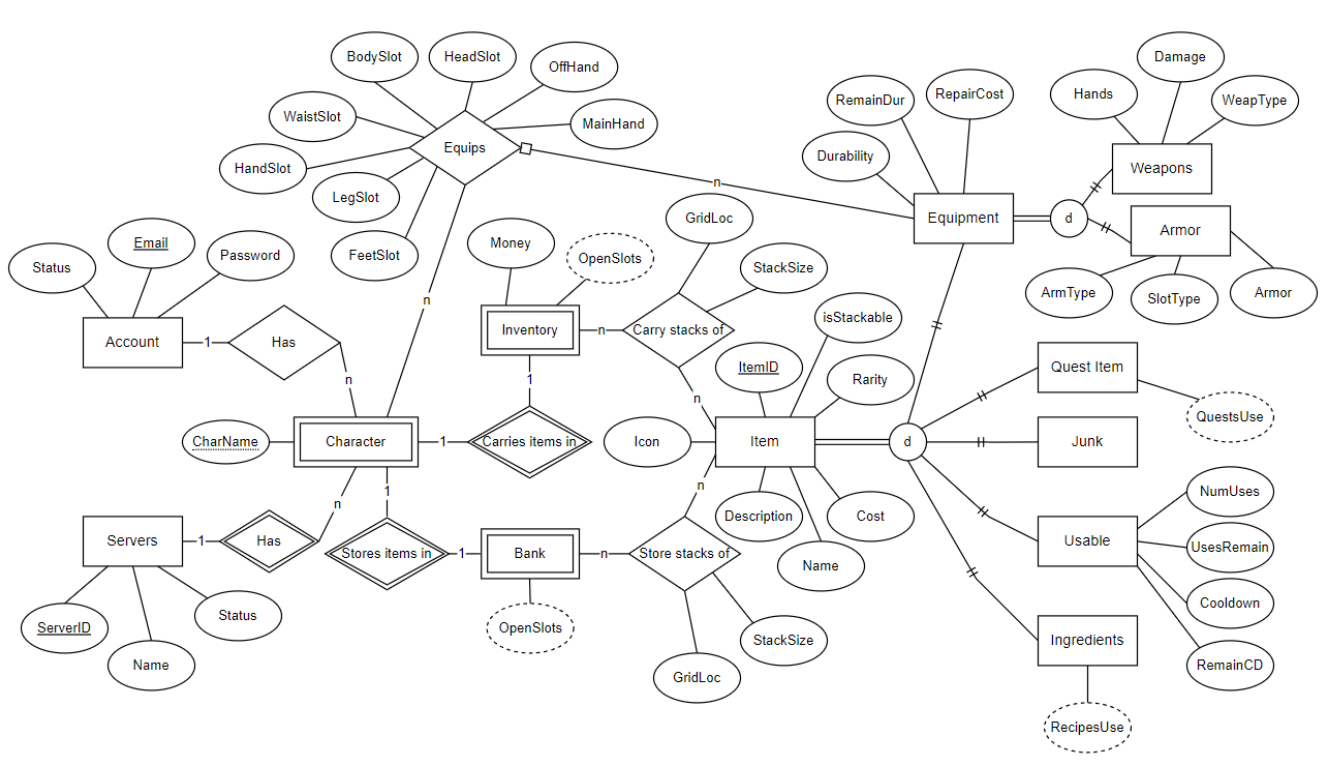 BodySlot
HeadSlot
OffHand
Damage
Hands
WeapType
RemainDur
RepairCost
WaistSlot
MainHand
Equips
Durability
Weapons
HandSlot
n
LegSlot
GridLoc
Equipment
d
Armor
Email
Money
Status
Password
FeetSlot
OpenSlots
StackSize
ArmType
SlotType
Armor
n
isStackable
Account
1
Has
Inventory
n
Carry stacks of
ItemID
Rarity
Quest Item
n
1
n
QuestsUse
CharName
Character
1
Carries items in
Icon
Item
d
Junk
n
1
n
NumUses
Description
Cost
Servers
1
Has
Stores items in
1
Bank
n
Store stacks of
Name
Usable
UsesRemain
Cooldown
ServerID
Status
OpenSlots
StackSize
Ingredients
Name
GridLoc
RemainCD
RecipesUse